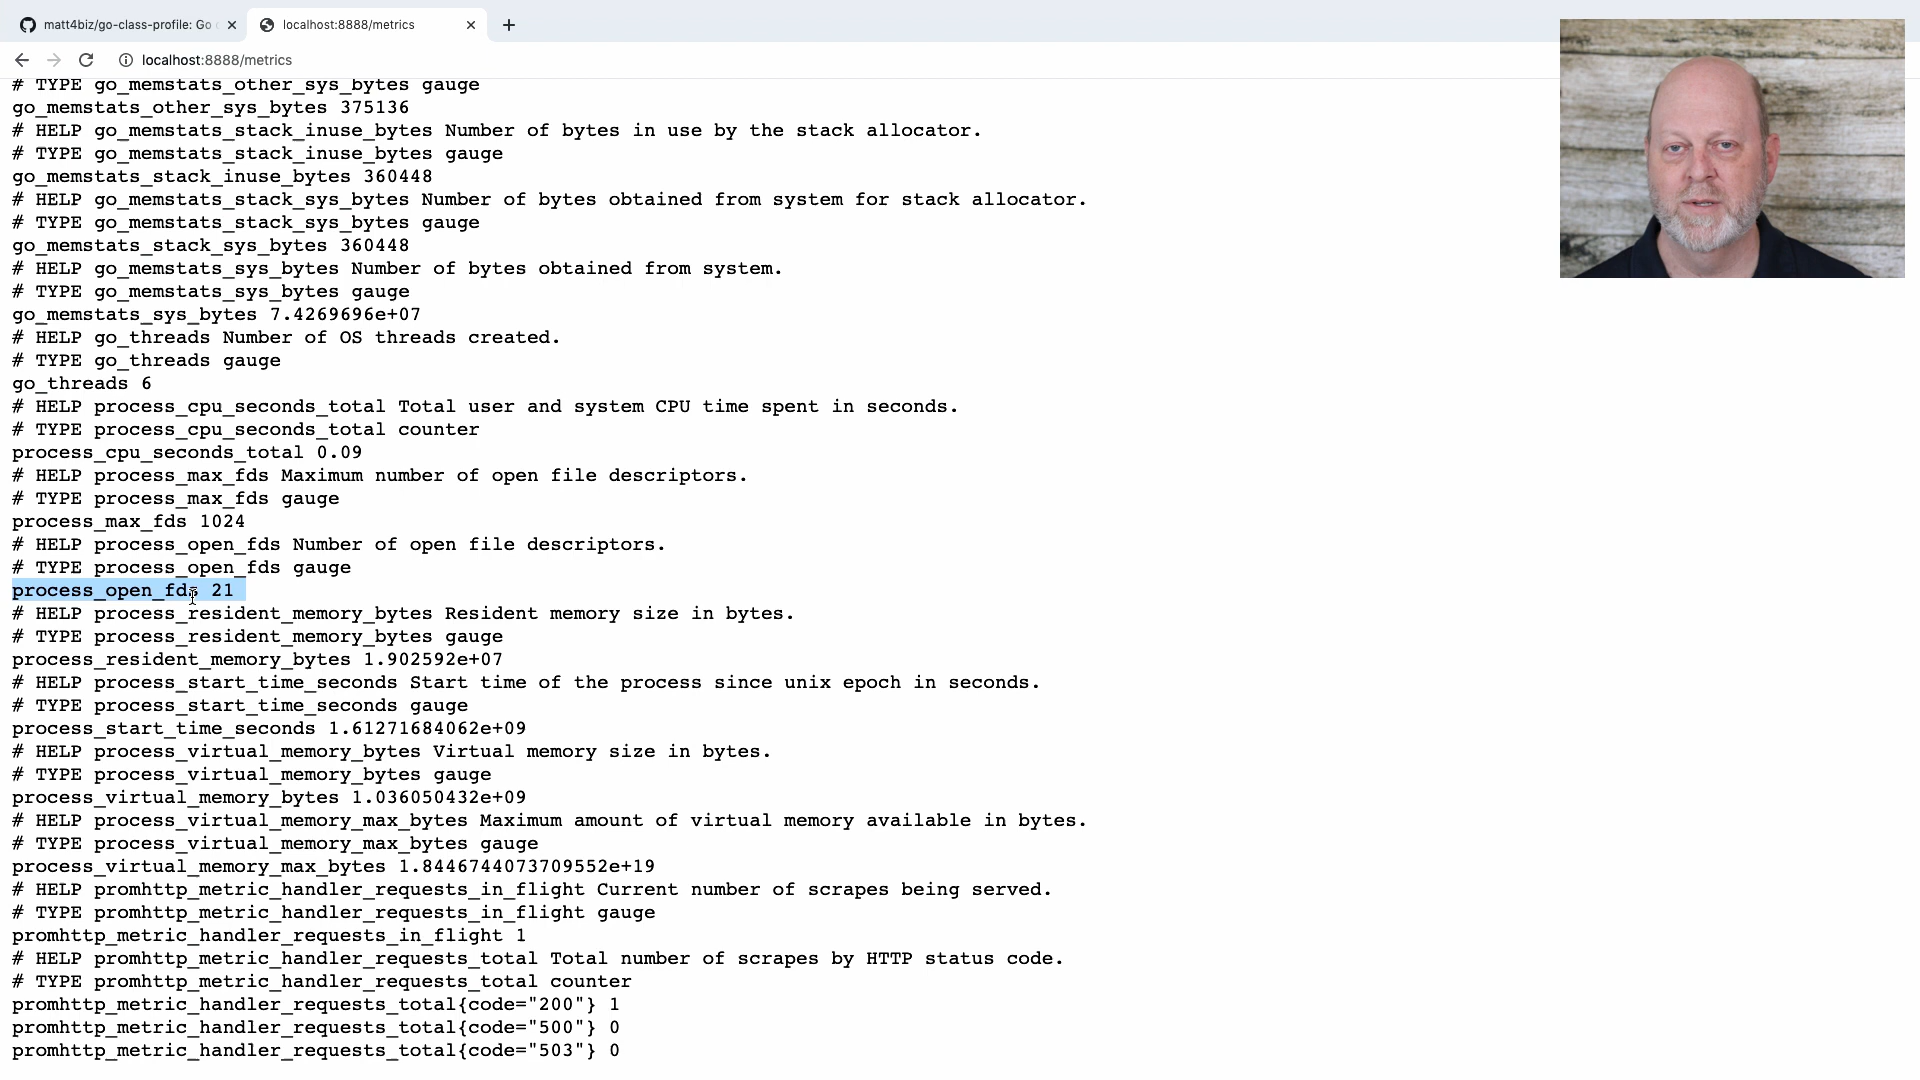 matt4biz/go-class-profile: Go
localhost:8888/metrics
localhost:8888/metrics
# TYPE go_memstats_other_sys_bytes gauge
go_memstats_other_sys_bytes 375136
# HELP go_memstats_stack_inuse_bytes Number of bytes in use by the stack allocator.
# TYPE go_memstats_stack_inuse_bytes gauge
go_memstats_stack_inuse_bytes 360448
# HELP go_memstats_stack_sys_bytes Number of bytes obtained from system for stack allocator.
# TYPE go_memstats_stack_sys_bytes gauge
go_memstats_stack_sys_bytes 360448
# HELP go_memstats_sys_bytes Number of bytes obtained from system.
# TYPE go_memstats_sys_bytes gauge
go_memstats_sys_bytes 7.4269696e+07
# HELP go_threads Number of OS threads created.
# TYPE go_threads gauge
go_threads 6
# HELP process_cpu_seconds_total Total user and system CPU time spent in seconds.
# TYPE process_cpu_seconds_total counter
process_cpu_seconds_total 0.09
# HELP process_max_fds Maximum number of open file descriptors.
# TYPE process_max_fds gauge
process_max_fds 1024
# HELP process_open_fds Number of open file descriptors.
# TYPE process_open_fds gauge
process_open_fds 21
# HELP process_resident_memory_bytes Resident memory size in bytes.
# TYPE process_resident_memory_bytes gauge
process_resident_memory_bytes 1.902592e+07
# HELP process_start_time_seconds Start time of the process since unix epoch in seconds.
# TYPE process_start_time_seconds gauge
process_start_time_seconds 1.61271684062e+09
# HELP process_virtual_memory_bytes Virtual memory size in bytes.
# TYPE process_virtual_memory_bytes gauge
process_virtual_memory_bytes 1.036050432e+09
# HELP process_virtual_memory_max_bytes Maximum amount of virtual memory available in bytes.
# TYPE process_virtual_memory_max_bytes gauge
process_virtual_memory_max_bytes 1.8446744073709552e+19
# HELP promhttp_metric_handler_requests_in_flight Current number of scrapes being served.
# TYPE promhttp_metric_handler_requests_in_flight gauge
promhttp_metric_handler_requests_in_flight 1
# HELP promhttp_metric_handler_requests_total Total number of scrapes by HTTP status code.
# TYPE promhttp_metric_handler_requests_total counter
promhttp_metric_handler_requests_total{code="200"} 1
promhttp_metric_handler_requests_total{code="500"} 0
promhttp_metric_handler_requests_total{code="503"} 0